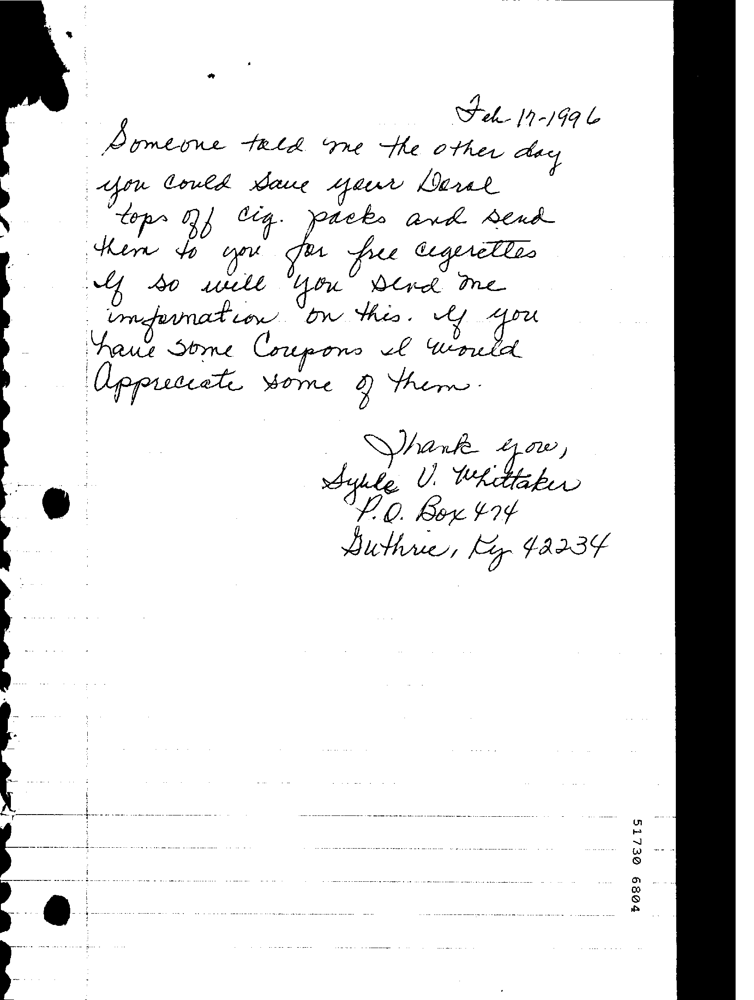 Feb 17-1996
Someone told me the other day
you could save your Doral
tops off cig. packs and send
them to you for free cigerettes
If so will you send me
information on this. If you
have some Coupons I would
Appreciate some of them.
Thank you,
V. Whittaker
P.O. Box 474
Guthrie, Ky 42234
51730 6804